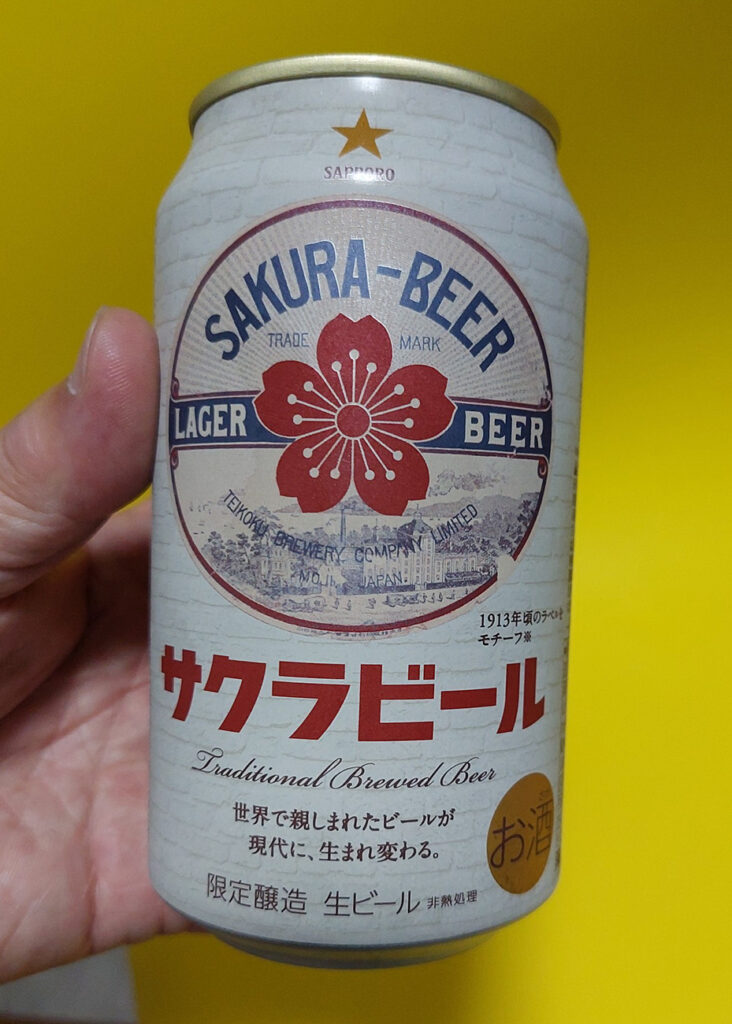 SAPPORO
SAKURA-BEER
TRADE MARK
LAGER BEER
TEIKOKU BREWERY COMPANY LIMITED
MOJI, JAPAN.
1913年頃のラベルを
モチーフ※
サクラビール
Traditional Brewed Beer
世界で親しまれたビールが
現代に、生まれ変わる。
お酒
限定醸造 生ビール 非熱処理